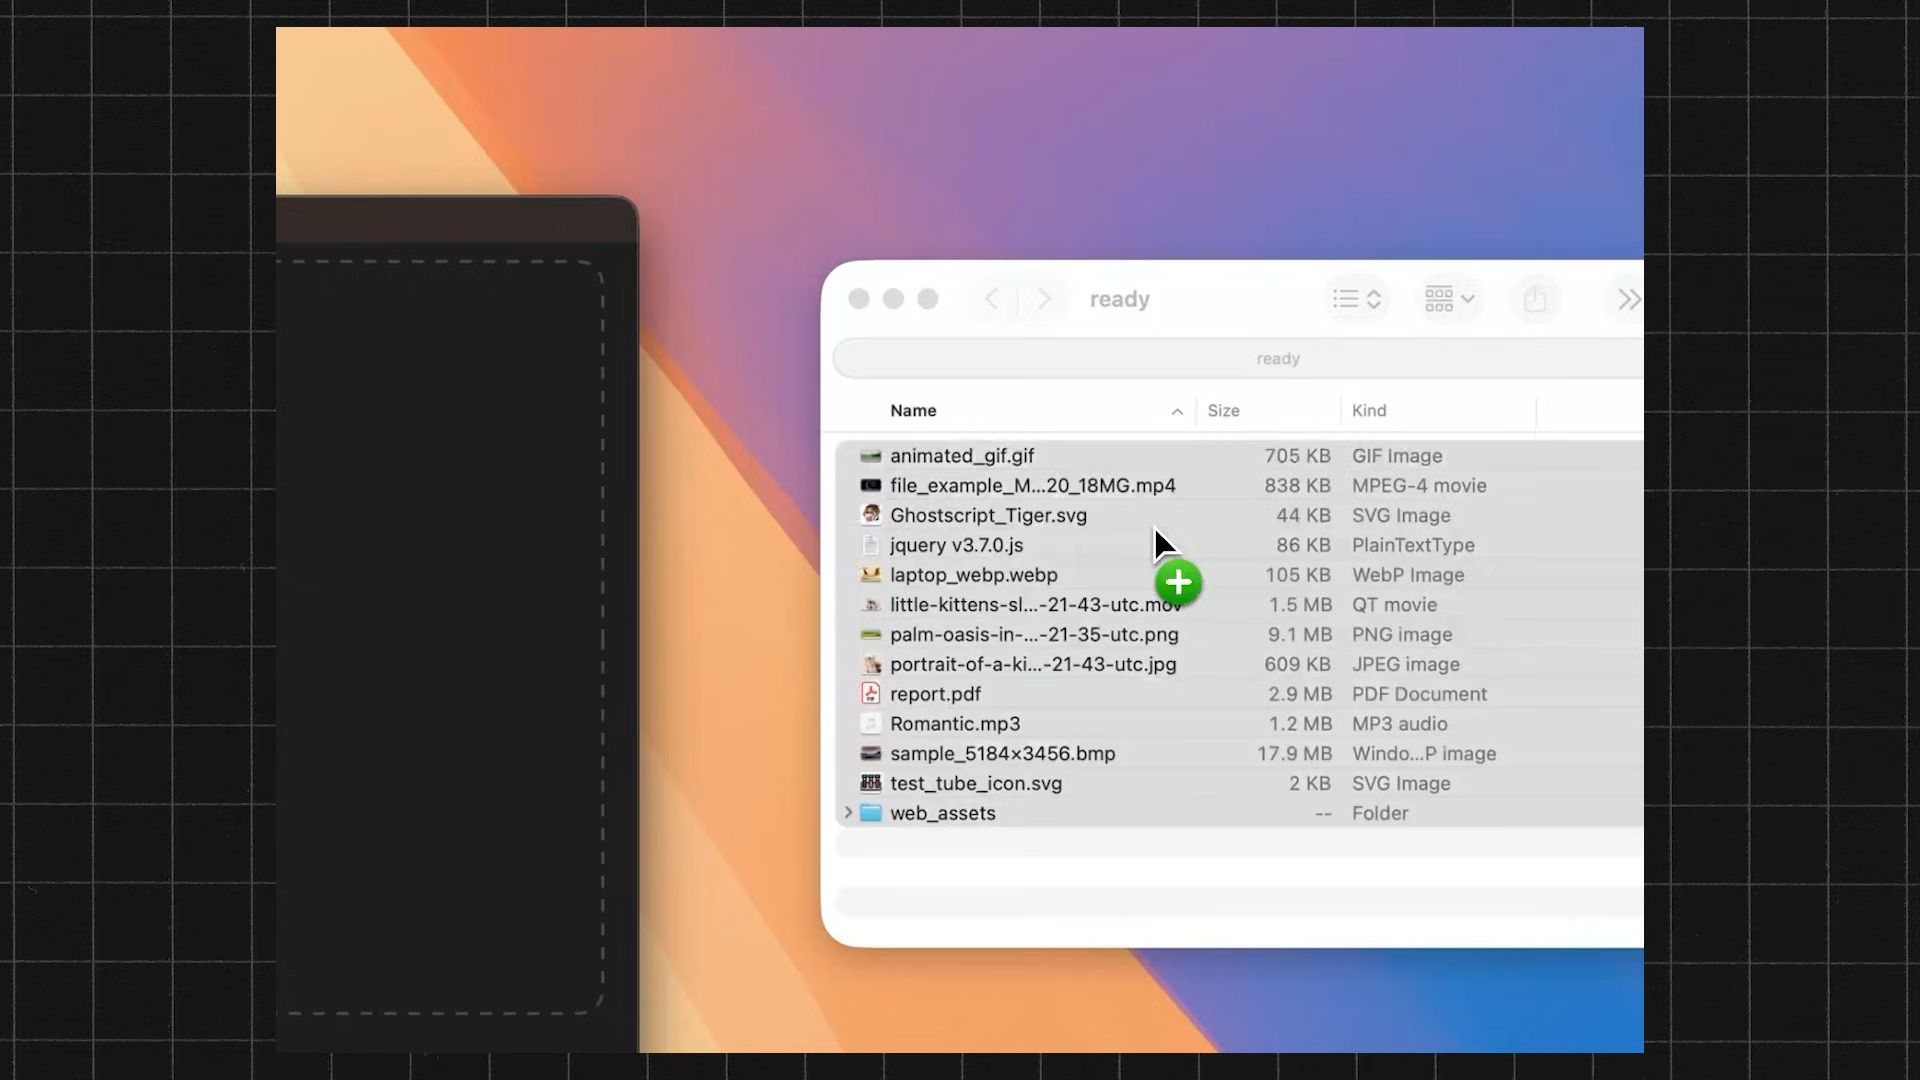 ready
ready
Name Size Kind
animated_gif.gif 705 KB GIF Image
file_example_M...20_18MG.mp4 838 KB MPEG-4 movie
Ghostscript_Tiger.svg 44 KB SVG Image
jquery v3.7.0.js 86 KB PlainTextType
laptop_webp.webp 105 KB WebP Image
little-kittens-sl...-21-43-utc.mov 1.5 MB QT movie
palm-oasis-in-...-21-35-utc.png 9.1 MB PNG image
portrait-of-a-ki...-21-43-utc.jpg 609 KB JPEG image
report.pdf 2.9 MB PDF Document
Romantic.mp3 1.2 MB MP3 audio
sample_5184×3456.bmp 17.9 MB Windo...P image
test_tube_icon.svg 2 KB SVG Image
web_assets -- Folder